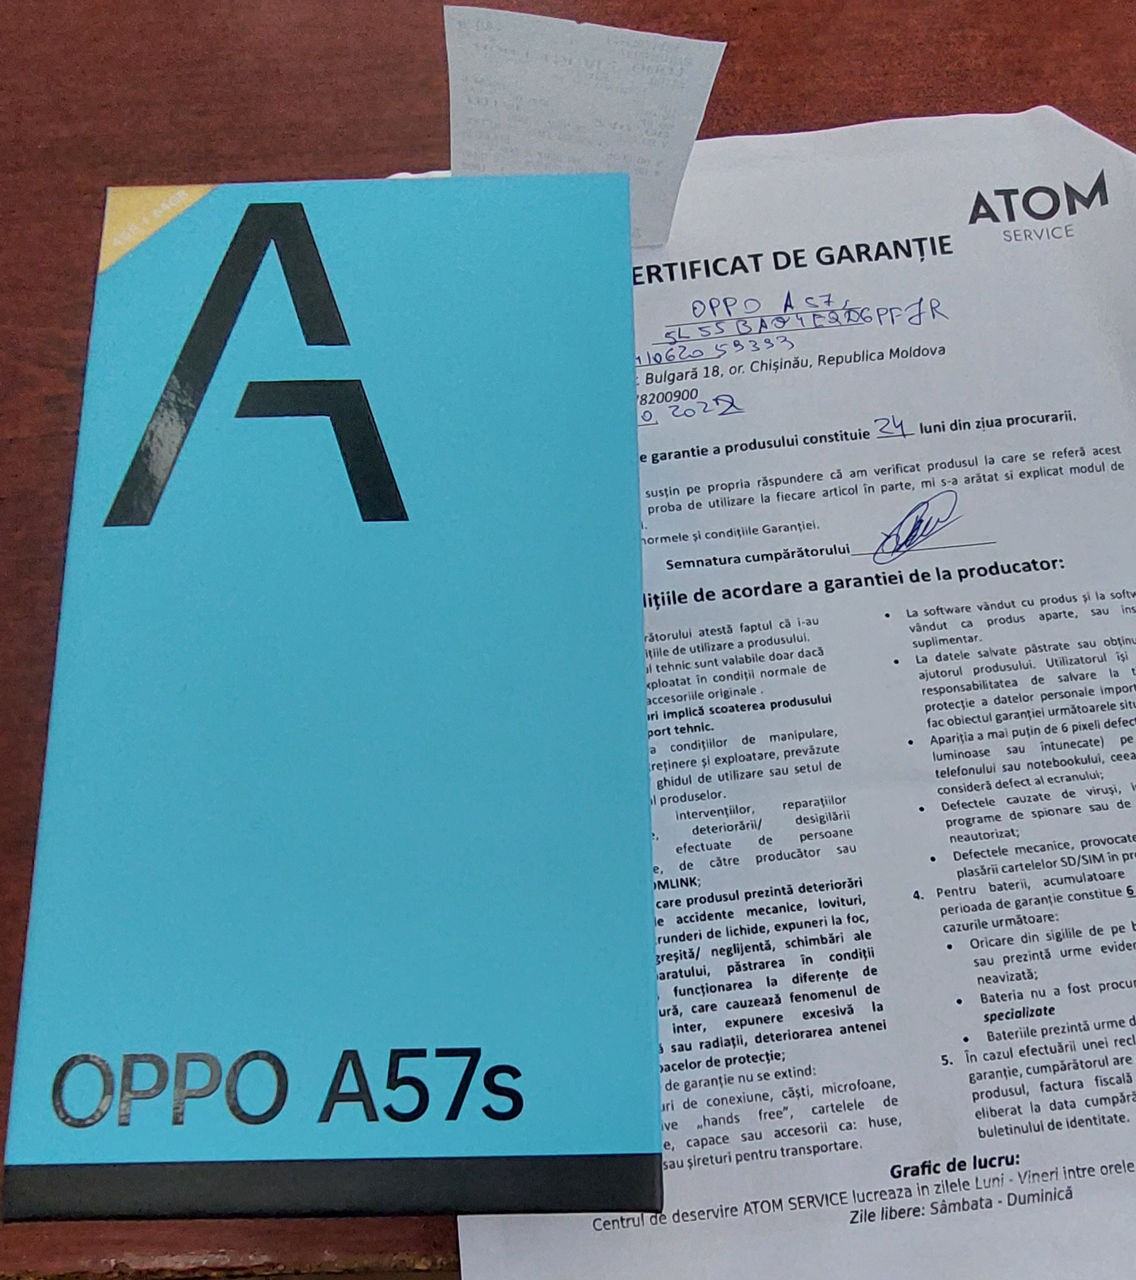 A
OPPO A57s
ATOM
SERVICE
ERTIFICAT DE GARANȚIE
OPPO A57,
: Bulgară 18, or. Chișinău, Republica Moldova
78200900
e garantie a produsului constituie 24 luni din ziua procurarii.
susțin pe propria răspundere că am verificat produsul la care se referă acest
proba de utilizare la fiecare articol în parte, mi s-a arătat si explicat modul de
i.
normele și condițiile Garanției.
Semnatura cumpărătorului
ițiile de acordare a garantiei de la producator:
rătorului atestă faptul că i-au
ițiile de utilizare a produsului.
ul tehnic sunt valabile doar dacă
xploatat în condiții normale de
accesoriile originale .
uri implică scoaterea produsului
port tehnic.
a condițiilor de manipulare,
reținere și exploatare, prevăzute
ghidul de utilizare sau setul de
l produselor.
intervențiilor, reparațiilor
, deteriorării/ desigilării
efectuate de persoane
e, de către producător sau
OMLINK;
care produsul prezintă deteriorări
e accidente mecanice, lovituri,
runderi de lichide, expuneri la foc,
greșită/ neglijentă, schimbări ale
aratului, păstrarea în condiții
, funcționarea la diferențe de
ură, care cauzează fenomenul de
inter, expunere excesivă la
ă sau radiații, deteriorarea antenei
pacelor de protecție;
de garanție nu se extind:
uri de conexiune, căști, microfoane,
ive „hands free”, cartelele de
e, capace sau accesorii ca: huse,
sau șireturi pentru transportare.
• La software vândut cu produs și la softw
vândut ca produs aparte, sau ins
suplimentar.
• La datele salvate păstrate sau obținu
ajutorul produsului. Utilizatorul își
responsabilitatea de salvare la t
protecție a datelor personale import
fac obiectul garanției următoarele situ
• Apariția a mai puțin de 6 pixeli defect
luminoase sau întunecate) pe
telefonului sau notebookului, ceea
consideră defect al ecranului;
• Defectele cauzate de viruși,
programe de spionare sau de
neautorizat;
• Defectele mecanice, provocate
plasării cartelelor SD/SIM în pr
4. Pentru baterii, acumulatoare
perioada de garanție constitue 6
cazurile următoare:
• Oricare din sigiliile de pe b
sau prezintă urme evider
neavizată;
• Bateria nu a fost procur
specializate
• Bateriile prezintă urme d
5. În cazul efectuării unei recl
garanție, cumpărătorul are
produsul, factura fiscală
eliberat la data cumpără
buletinului de identitate.
Grafic de lucru:
Centrul de deservire ATOM SERVICE lucreaza in zilele Luni - Vineri intre orele
Zile libere: Sâmbata - Duminică